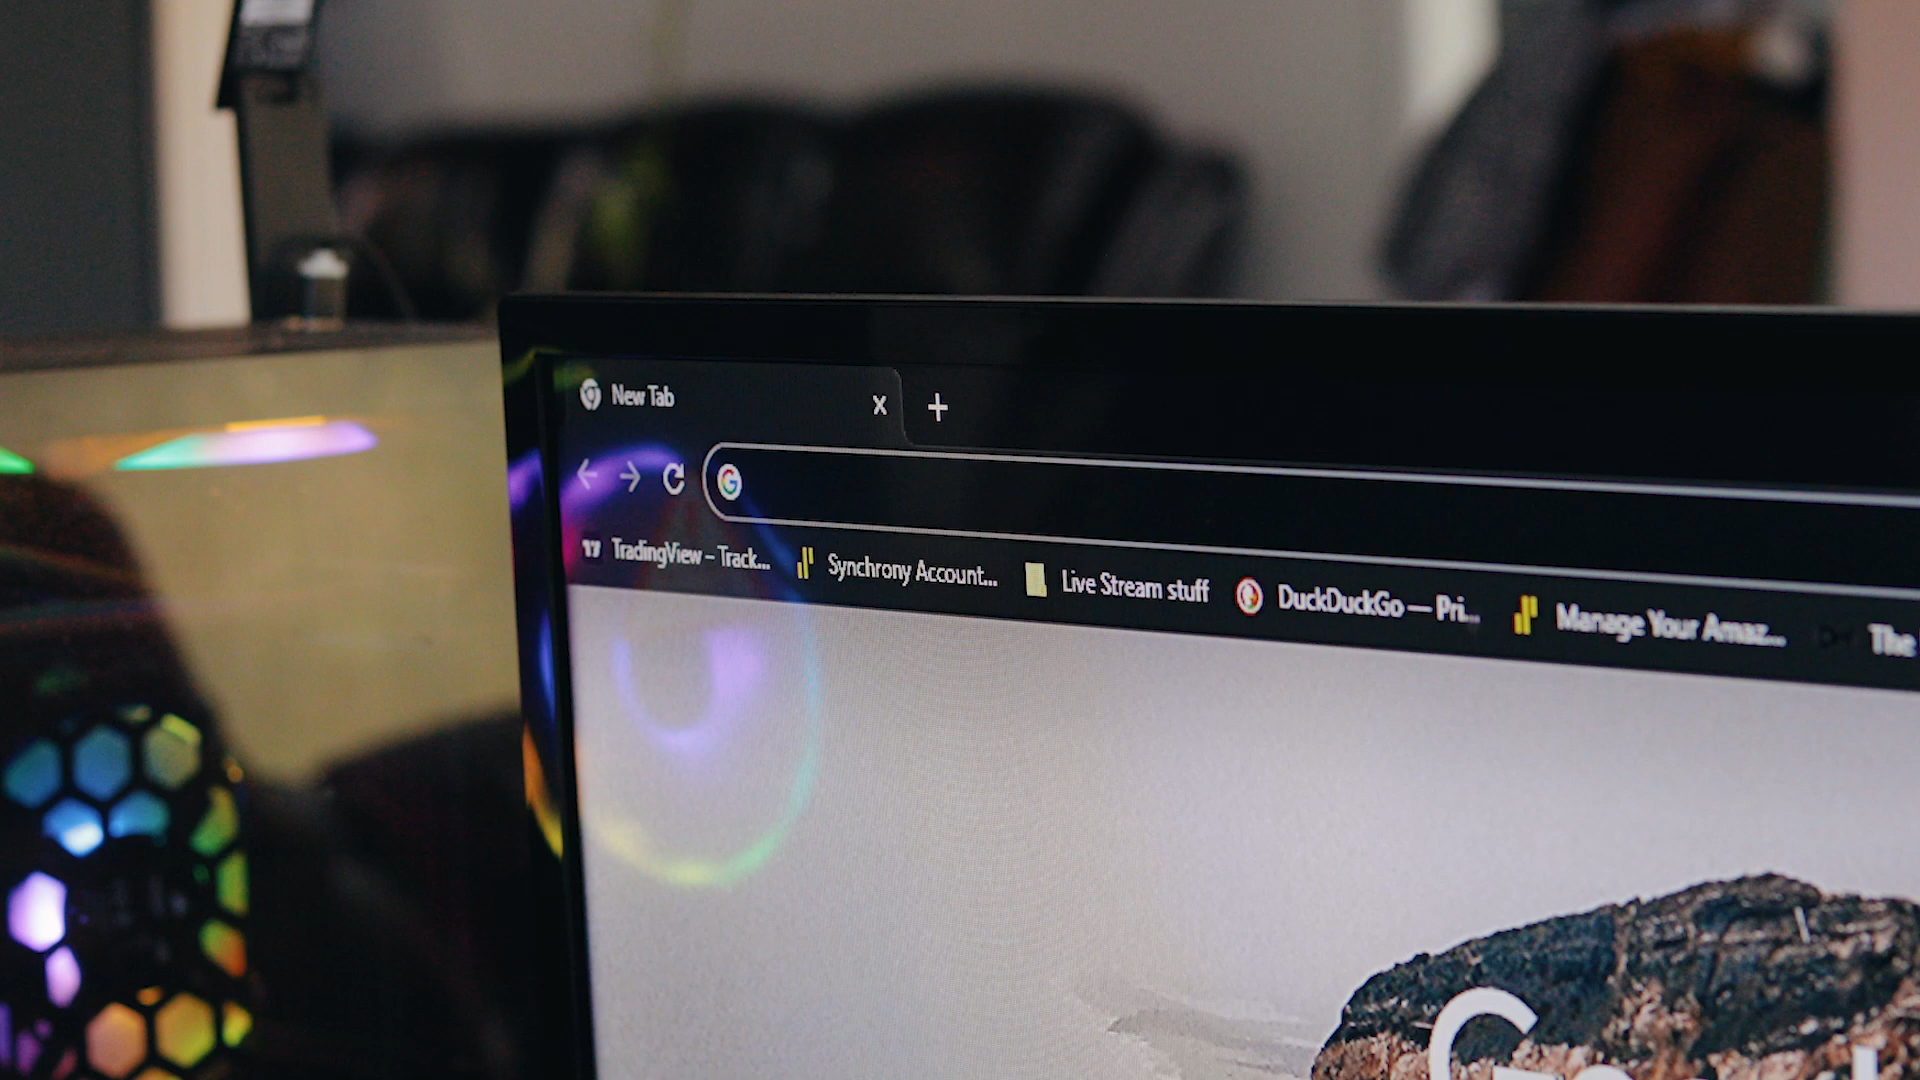 New Tab
TradingView – Track... Synchrony Account... Live Stream stuff DuckDuckGo — Pri... Manage Your Amaz... The
G